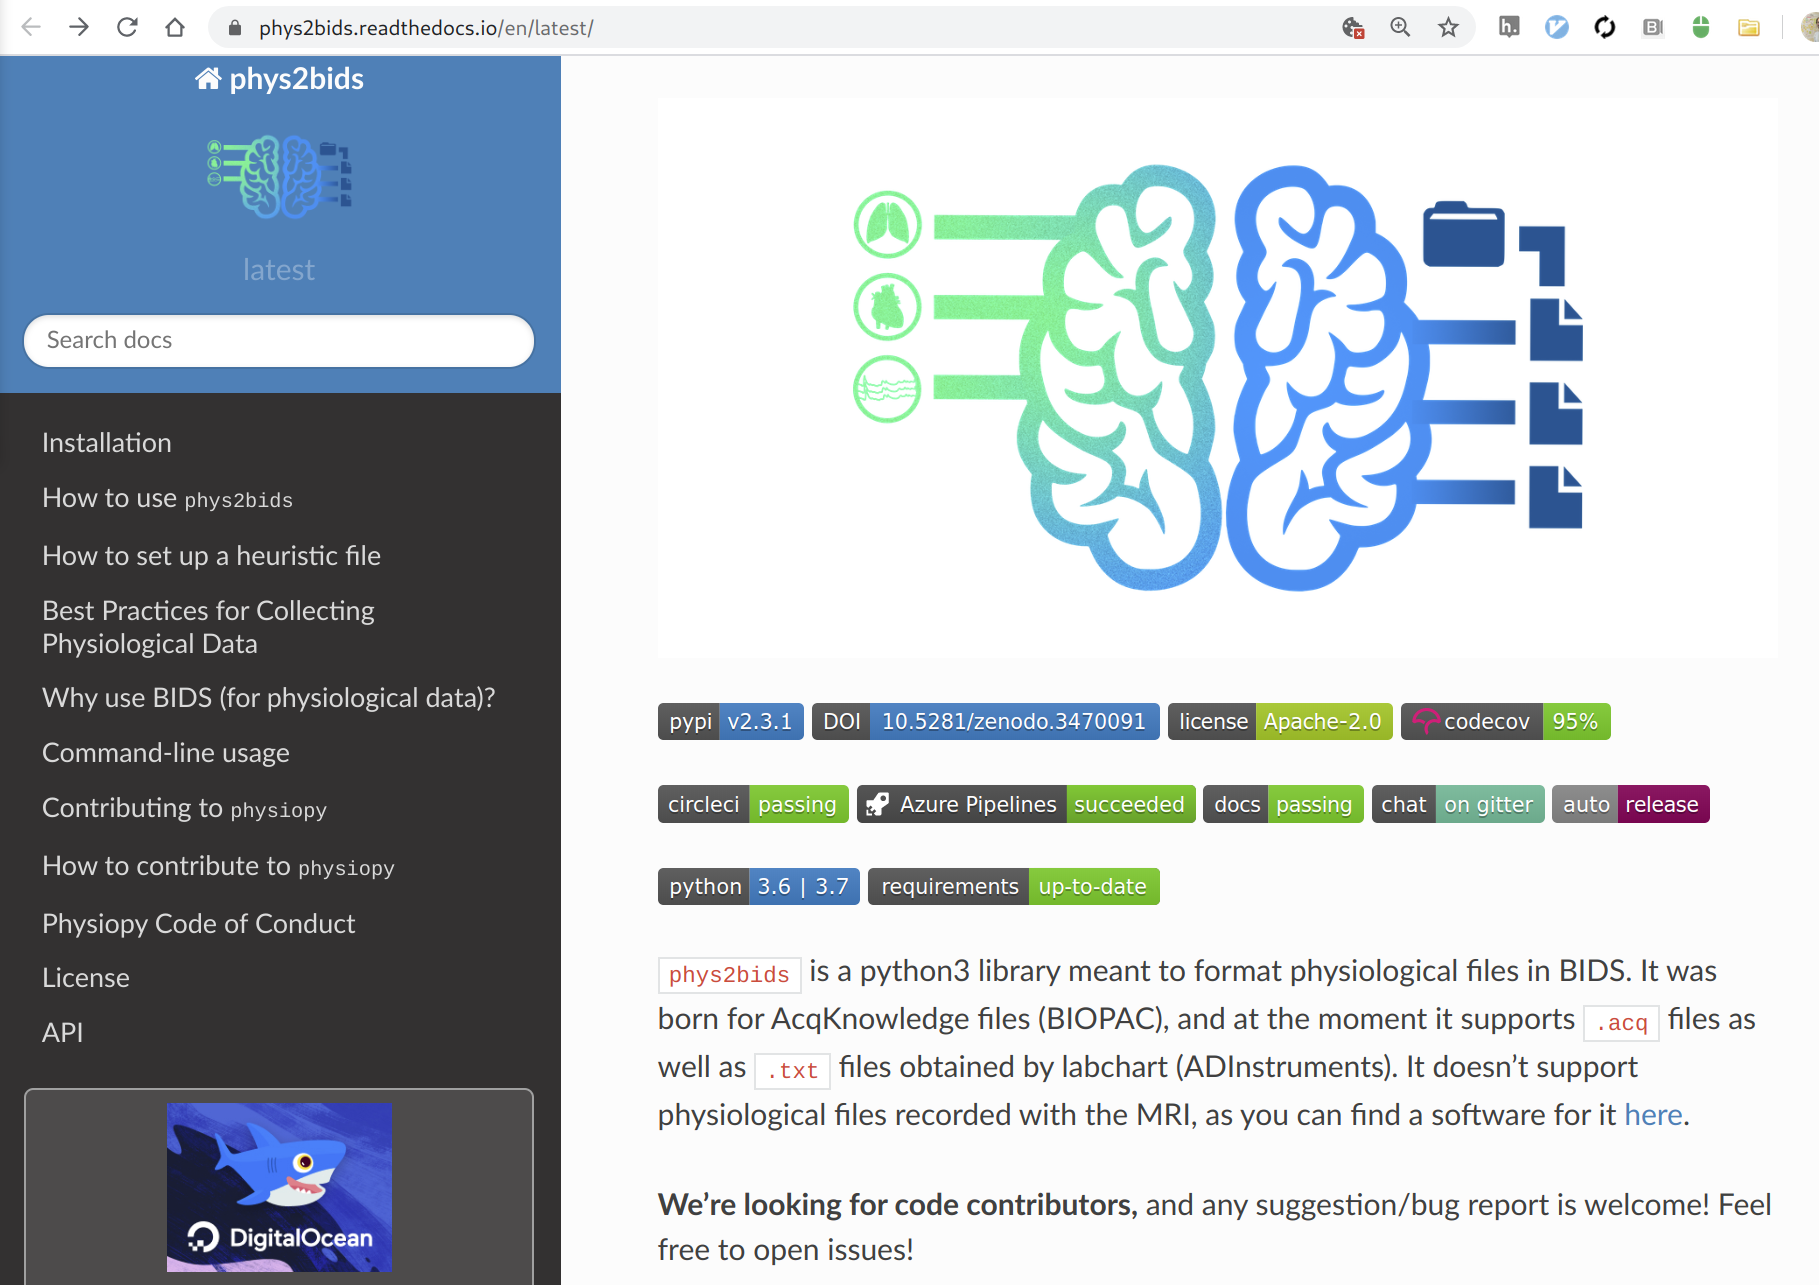 phys2bids.readthedocs.io/en/latest/
phys2bids
latest
Search docs
Installation
How to use phys2bids
How to set up a heuristic file
Best Practices for Collecting
Physiological Data
Why use BIDS (for physiological data)?
Command-line usage
Contributing to physiopy
How to contribute to physiopy
Physiopy Code of Conduct
License
API
DigitalOcean
pypi v2.3.1 DOI 10.5281/zenodo.3470091 license Apache-2.0 codecov 95%
circleci passing Azure Pipelines succeeded docs passing chat on gitter auto release
python 3.6 | 3.7 requirements up-to-date
phys2bids is a python3 library meant to format physiological files in BIDS. It was
born for AcqKnowledge files (BIOPAC), and at the moment it supports .acq files as
well as .txt files obtained by labchart (ADInstruments). It doesn’t support
physiological files recorded with the MRI, as you can find a software for it here.
We’re looking for code contributors, and any suggestion/bug report is welcome! Feel
free to open issues!